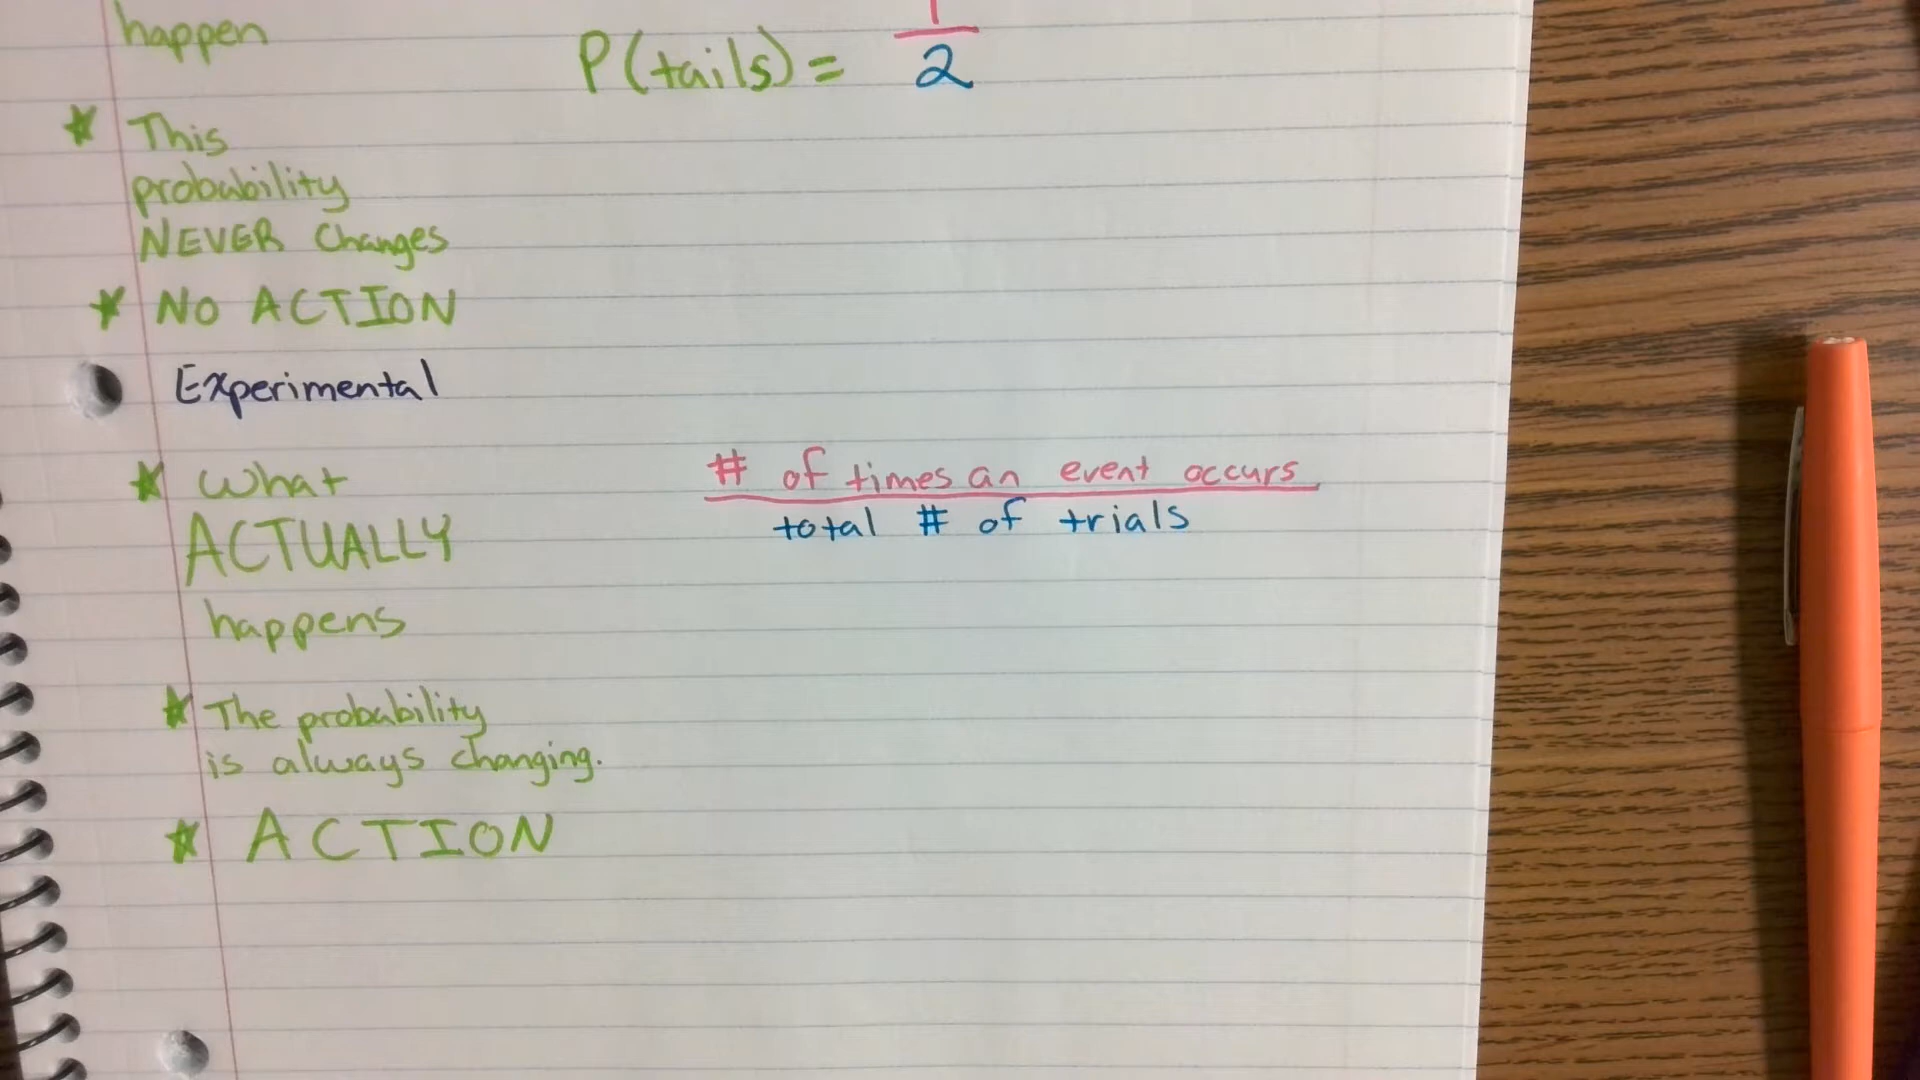 happen
P(tails) = 1/2
* This
probability
NEVER Changes
* NO ACTION
Experimental
* What
ACTUALLY
happens
# of times an event occurs
total # of trials
* The probability
is always changing.
* ACTION